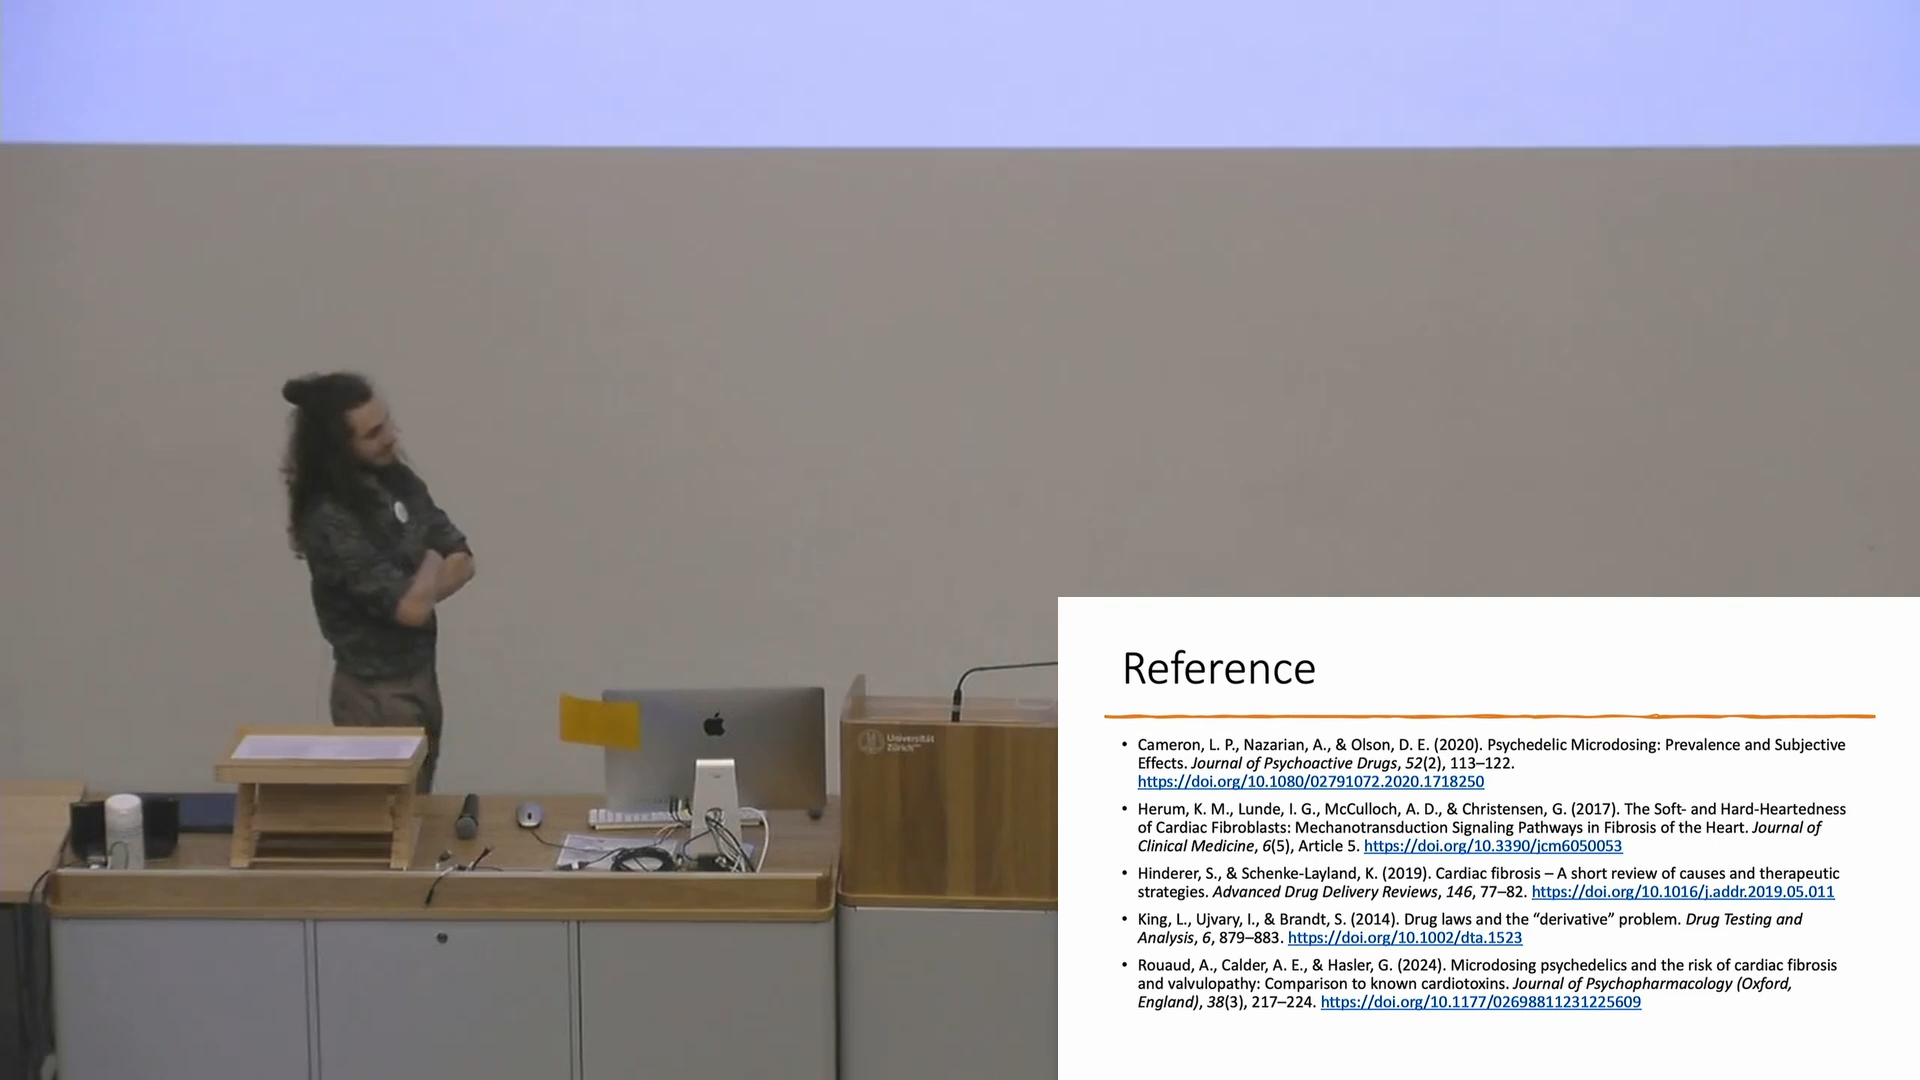 Universität
Zürich
Reference
• Cameron, L. P., Nazarian, A., & Olson, D. E. (2020). Psychedelic Microdosing: Prevalence and Subjective
Effects. Journal of Psychoactive Drugs, 52(2), 113–122.
https://doi.org/10.1080/02791072.2020.1718250
• Herum, K. M., Lunde, I. G., McCulloch, A. D., & Christensen, G. (2017). The Soft- and Hard-Heartedness
of Cardiac Fibroblasts: Mechanotransduction Signaling Pathways in Fibrosis of the Heart. Journal of
Clinical Medicine, 6(5), Article 5. https://doi.org/10.3390/jcm6050053
• Hinderer, S., & Schenke-Layland, K. (2019). Cardiac fibrosis – A short review of causes and therapeutic
strategies. Advanced Drug Delivery Reviews, 146, 77–82. https://doi.org/10.1016/j.addr.2019.05.011
• King, L., Ujvary, I., & Brandt, S. (2014). Drug laws and the “derivative” problem. Drug Testing and
Analysis, 6, 879–883. https://doi.org/10.1002/dta.1523
• Rouaud, A., Calder, A. E., & Hasler, G. (2024). Microdosing psychedelics and the risk of cardiac fibrosis
and valvulopathy: Comparison to known cardiotoxins. Journal of Psychopharmacology (Oxford,
England), 38(3), 217–224. https://doi.org/10.1177/02698811231225609